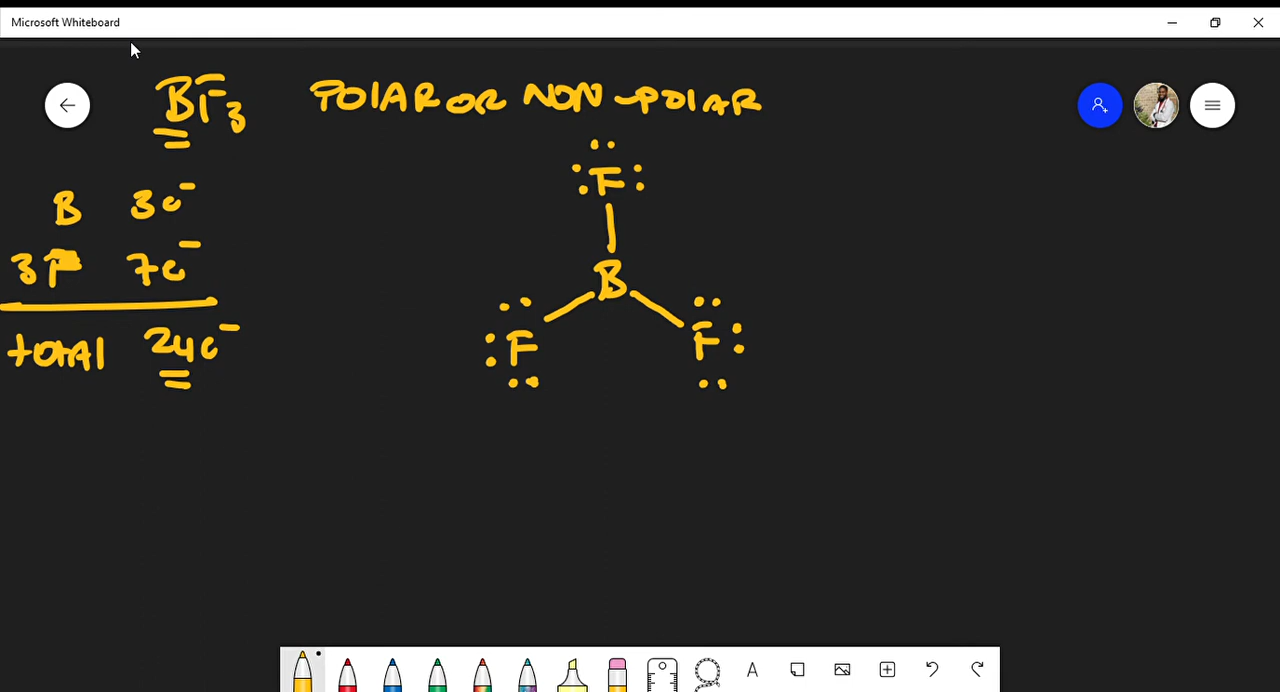 Microsoft Whiteboard
BF3 POLAR OR NON-POLAR
B 3e-
3F 7e-
TOTAL 24e-
F
B
F F
A